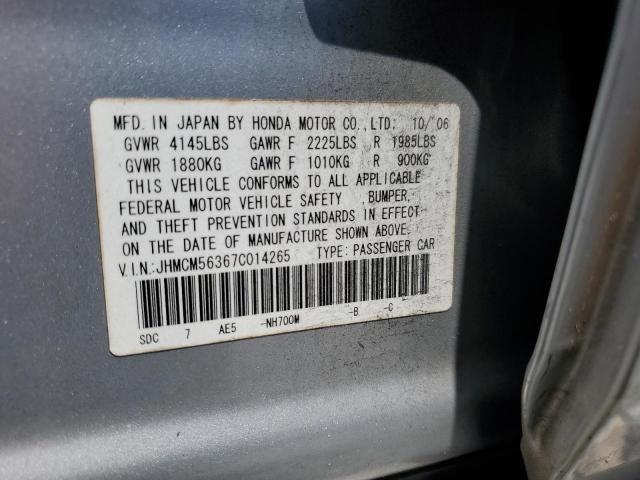 MFD. IN JAPAN BY HONDA MOTOR CO., LTD: 10/'06
GVWR 4145LBS GAWR F 2225LBS R 1985LBS
GVWR 1880KG GAWR F 1010KG R 900KG
THIS VEHICLE CONFORMS TO ALL APPLICABLE
FEDERAL MOTOR VEHICLE SAFETY ,BUMPER,
AND THEFT PREVENTION STANDARDS IN EFFECT
ON THE DATE OF MANUFACTURE SHOWN ABOVE.
V.I.N.:JHMCM56367C014265 TYPE: PASSENGER CAR
SDC 7 AE5 -NH700M -B -C